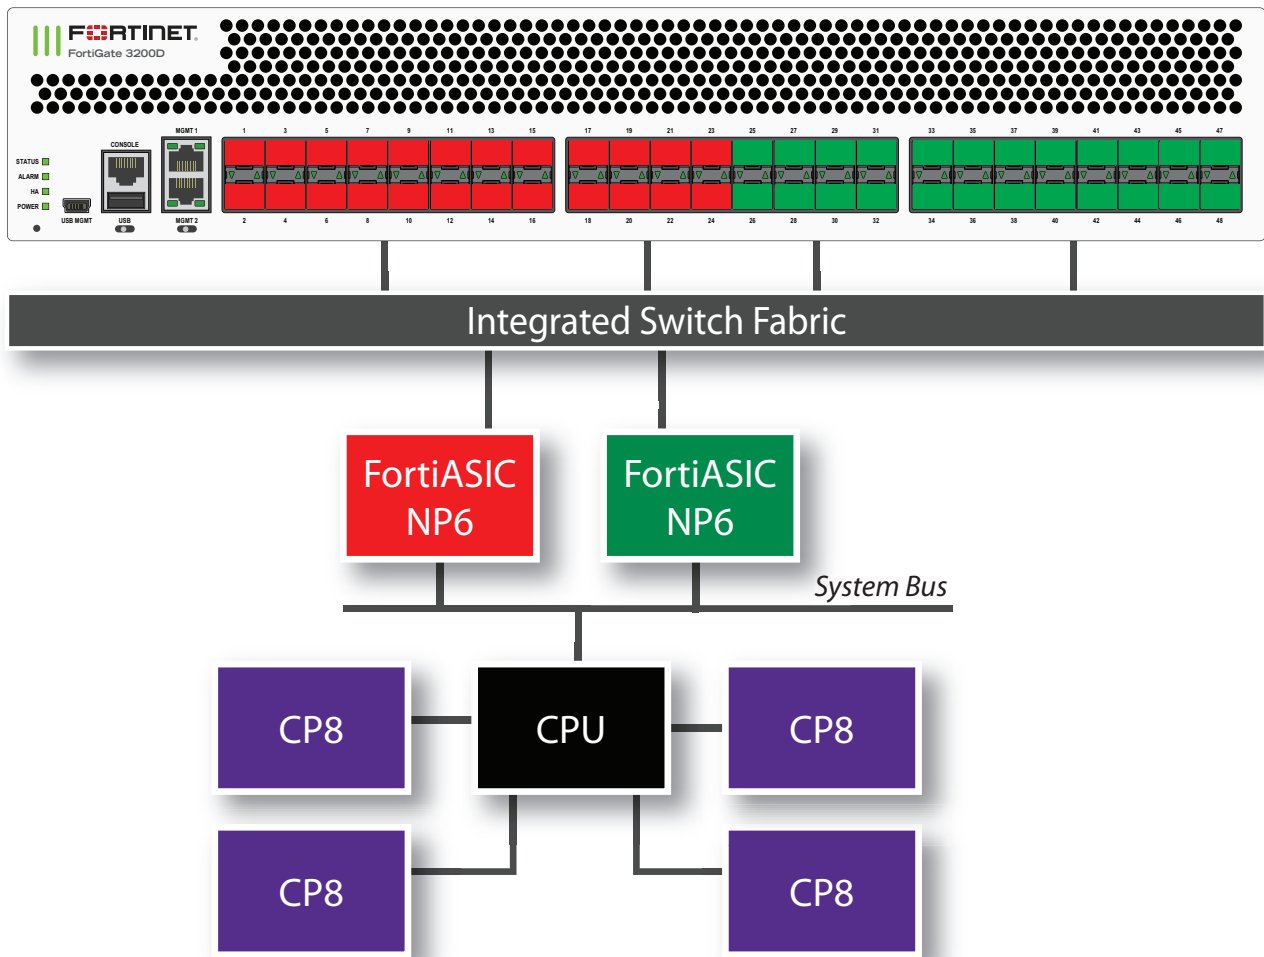 FORTINET
FortiGate 3200D
MGMT 1
1 3 5 7 9 11 13 15 17 19 21 23 25 27 29 31 33 35 37 39 41 43 45 47
CONSOLE
STATUS
ALARM
HA
POWER
USB MGMT
USB
MGMT 2
2 4 6 8 10 12 14 16 18 20 22 24 26 28 30 32 34 36 38 40 42 44 46 48
Integrated Switch Fabric
FortiASIC
NP6
FortiASIC
NP6
System Bus
CP8
CPU
CP8
CP8
CP8